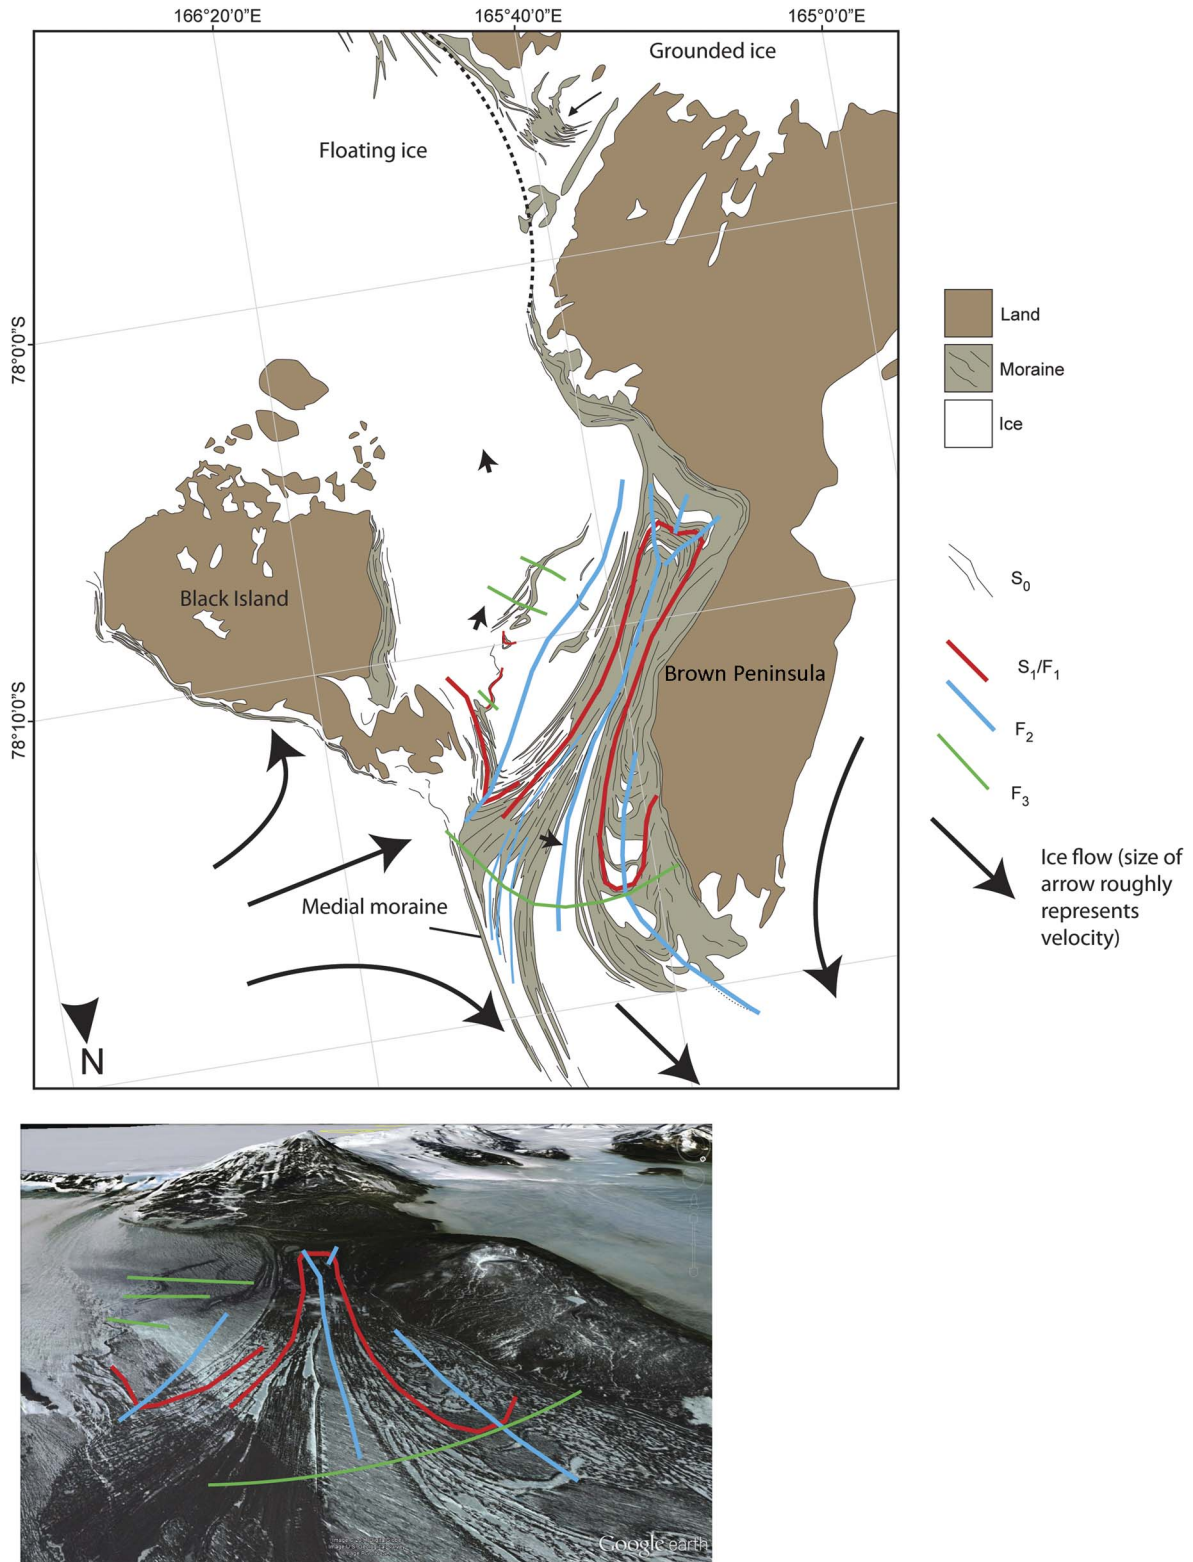 166°20'0"E
165°40'0"E
165°0'0"E
Grounded ice
Floating ice
78°0'0"S
Land
Moraine
Ice
Black Island
S0
Brown Peninsula
S1/F1
78°10'0"S
F2
F3
Ice flow (size of
arrow roughly
represents
velocity)
Medial moraine
N
Google earth